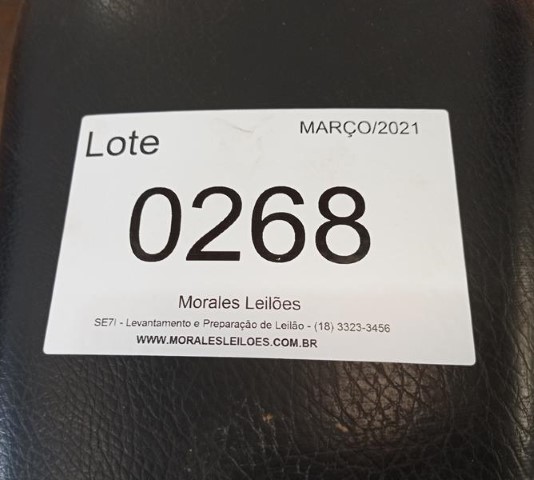 Lote
MARÇO/2021
0268
Morales Leilões
SE7I - Levantamento e Preparação de Leilão - (18) 3323-3456
WWW.MORALESLEILOES.COM.BR